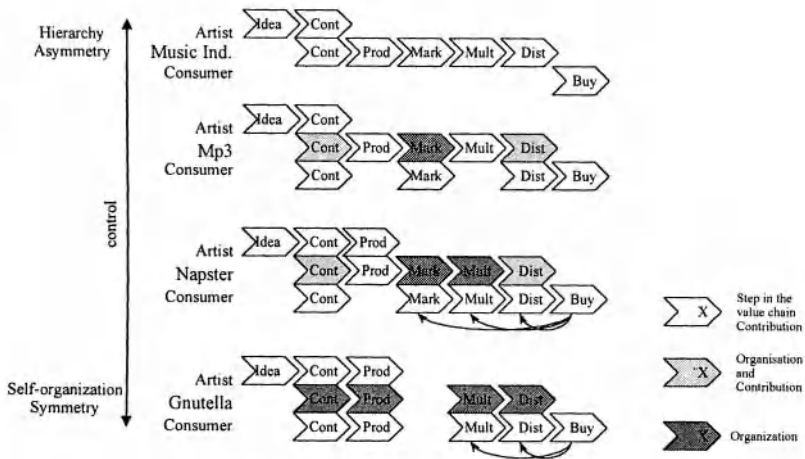 Hierarchy
Asymmetry
control
Self-organization
Symmetry
Artist Idea Cont
Music Ind. Cont Prod Mark Mult Dist
Consumer Buy
Artist Idea Cont
Mp3 Cont Prod Mark Mult Dist
Consumer Cont Mark Dist Buy
Artist Idea Cont Prod
Napster Cont Prod Mark Mult Dist
Consumer Cont Mark Mult Dist Buy
Artist Idea Cont Prod
Gnutella Cont Prod Mult Dist
Consumer Cont Prod Mult Dist Buy
X Step in the
value chain
Contribution
X Organisation
and
Contribution
X Organization